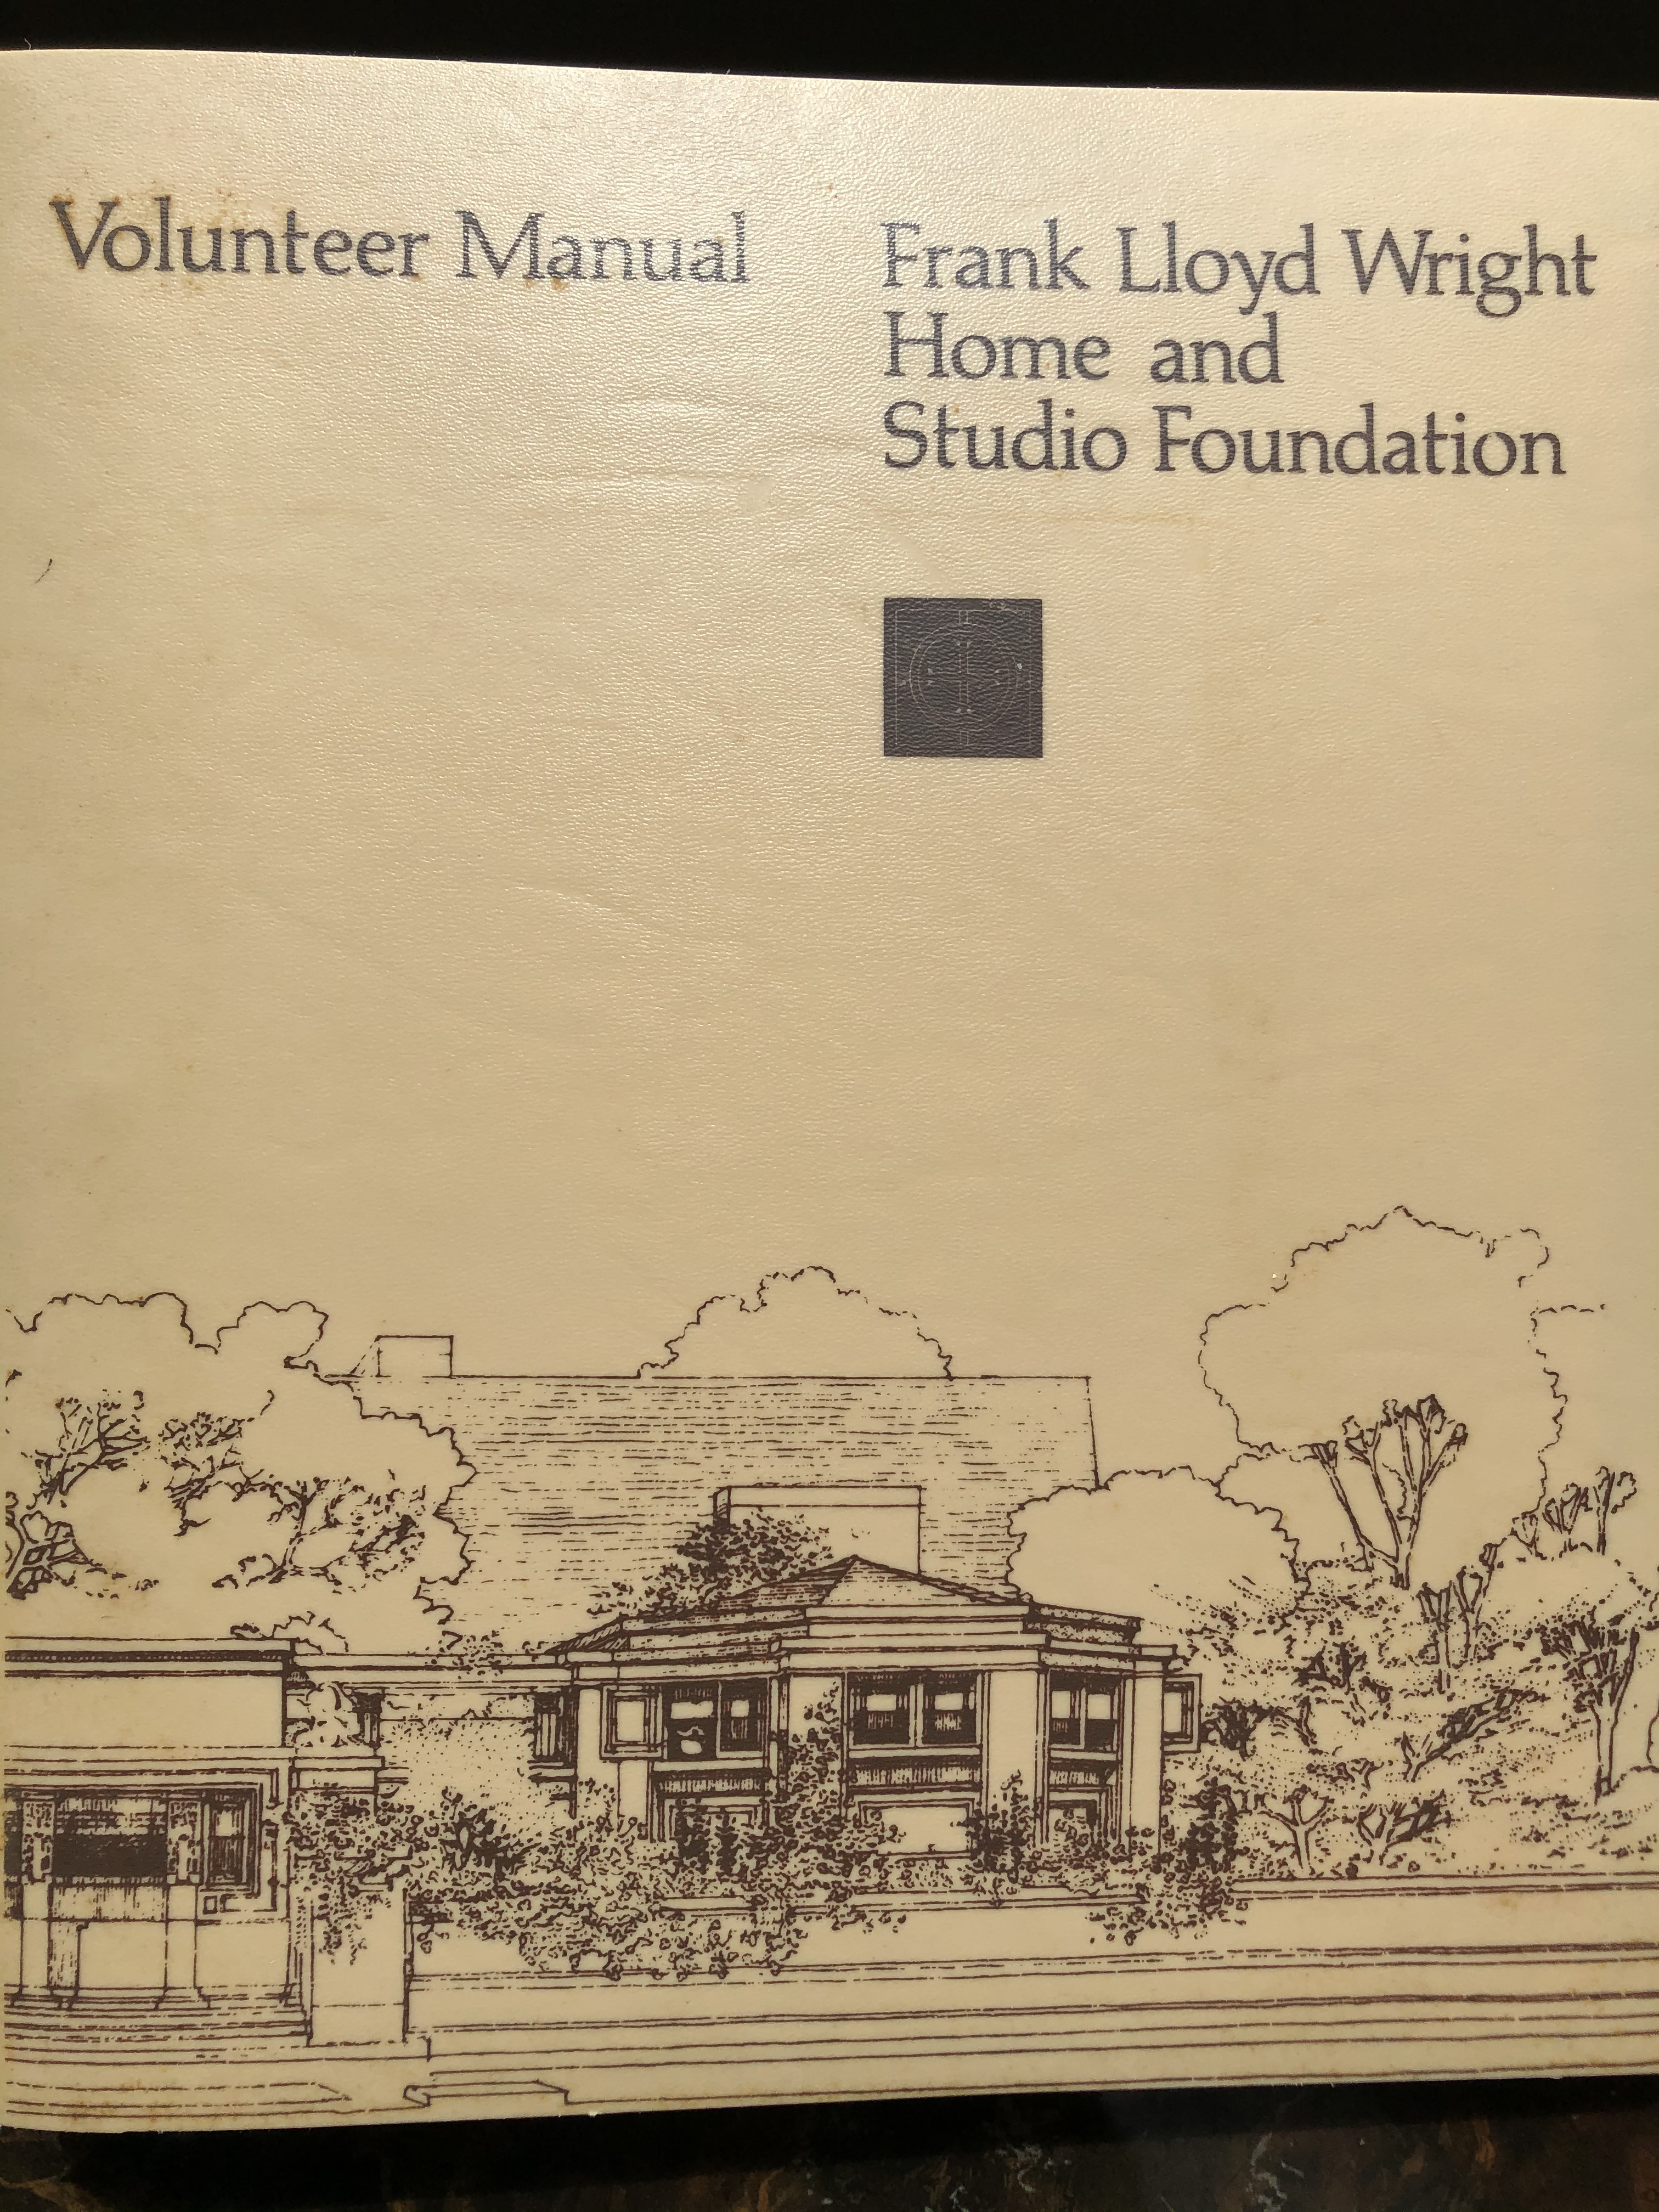 Volunteer Manual
Frank Lloyd Wright
Home and
Studio Foundation